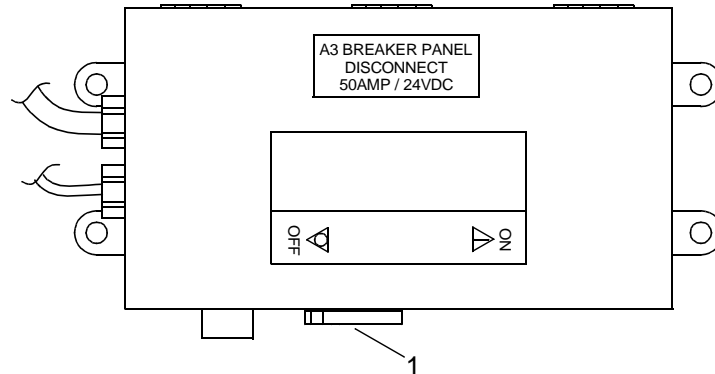 A3 BREAKER PANEL
DISCONNECT
50AMP / 24VDC
OFF
ON
1